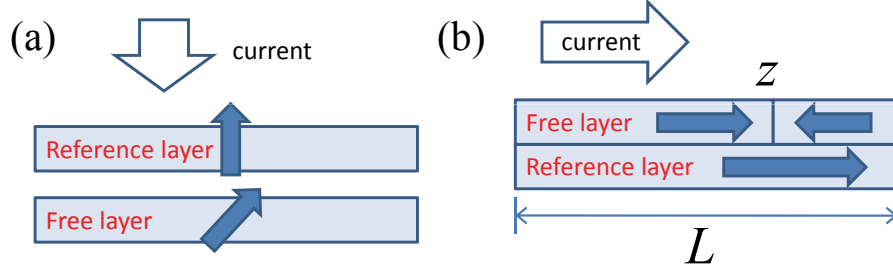 (a)
current
Reference layer
Free layer
(b)
current
z
Free layer
Reference layer
L